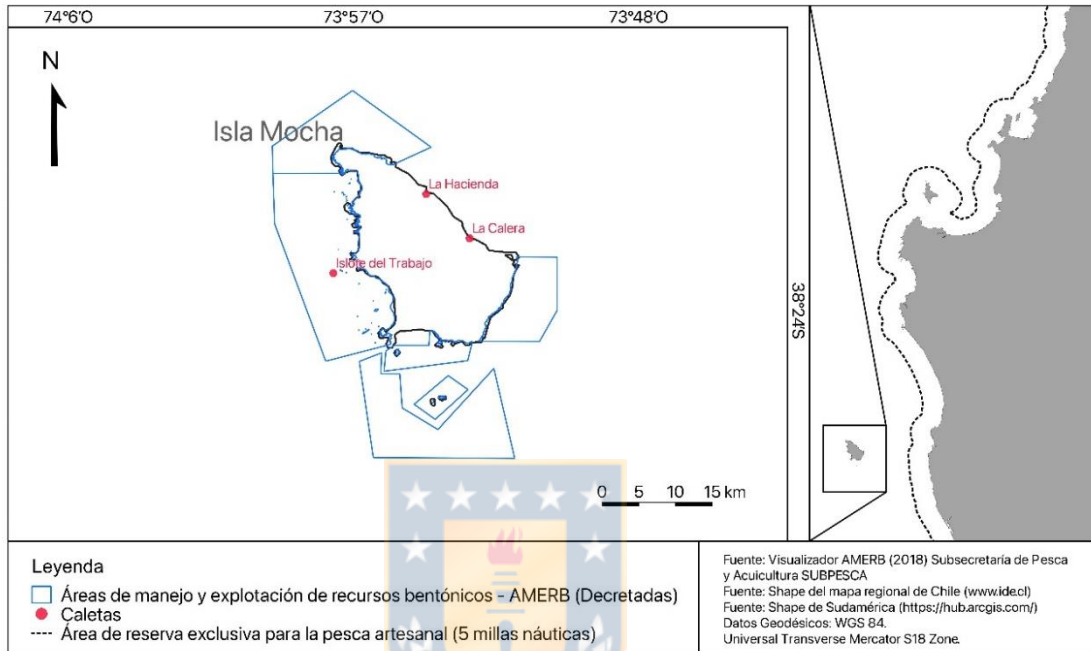 74°6'O 73°57'O 73°48'O
N
Isla Mocha
La Hacienda
La Calera
Islote del Trabajo
38°24'S
0 5 10 15 km
Leyenda
Áreas de manejo y explotación de recursos bentónicos - AMERB (Decretadas)
Caletas
Área de reserva exclusiva para la pesca artesanal (5 millas náuticas)
Fuente: Visualizador AMERB (2018) Subsecretaría de Pesca
y Acuicultura SUBPESCA
Fuente: Shape del mapa regional de Chile (www.ide.cl)
Fuente: Shape de Sudamérica (https://hub.arcgis.com/)
Datos Geodésicos: WGS 84.
Universal Transverse Mercator S18 Zone.